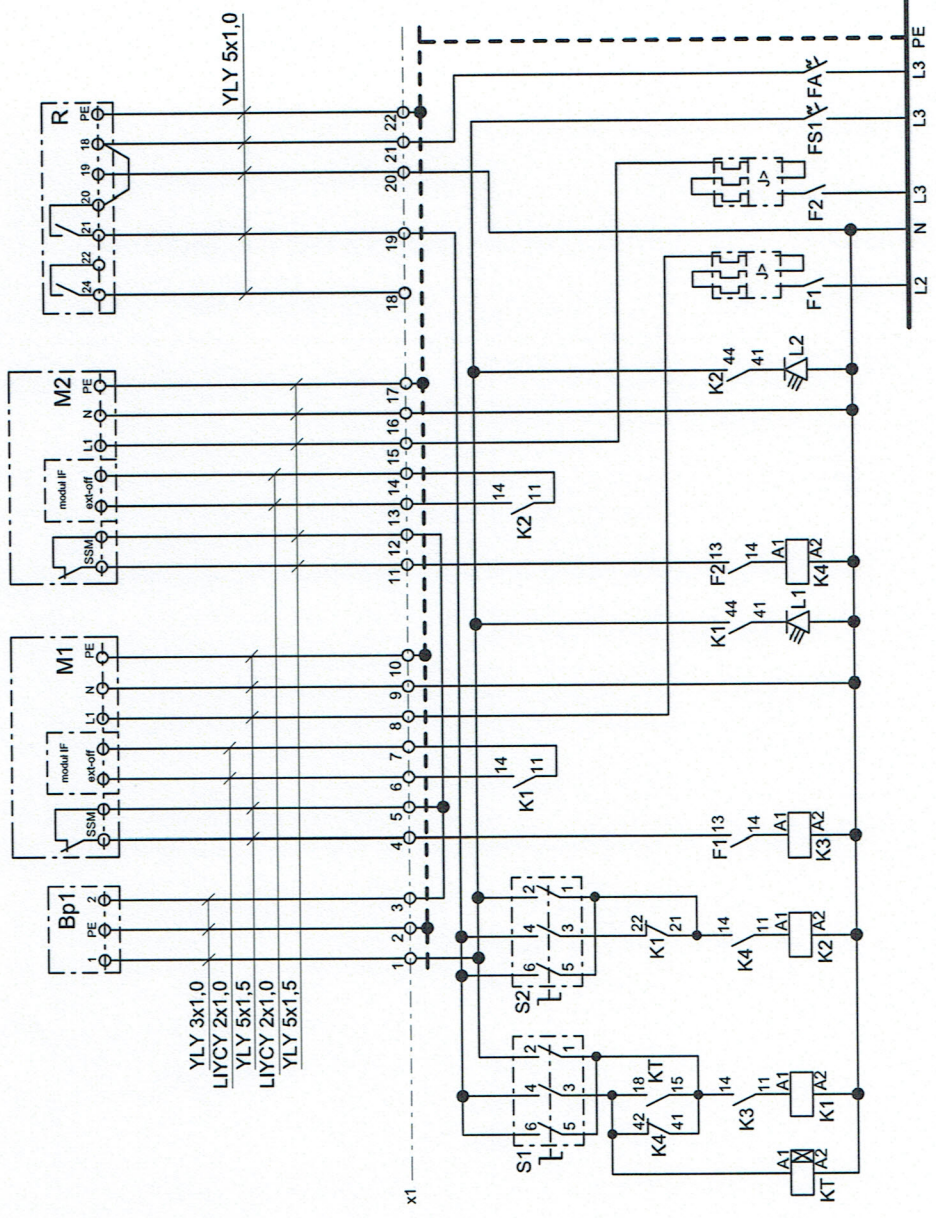 Bp1
1 PE 2
M1
SSM
modul IF
ext-off
L1 N PE
M2
SSM
modul IF
ext-off
L1 N PE
R
24 22 21 20 19 18 PE
YLY 3x1,0
LIYCY 2x1,0
YLY 5x1,5
LIYCY 2x1,0
YLY 5x1,5
YLY 5x1,0
x1
1 2 3 4 5 6 7 8 9 10 11 12 13 14 15 16 17 18 19 20 21 22
S1
6 4 2
5 3 1
S2
6 4 2
5 3 1
K1
14
11
K2
14
11
K4
42
41
KT
18
15
K1
22
21
K3
14
11
K4
14
11
F1
13
14
K1
44
41
F2
13
14
K2
44
41
KT
A1
A2
K1
A1
A2
K2
A1
A2
K3
A1
A2
L1
K4
A1
A2
L2
J>
F1
J>
F2
FS1
FA
L2 N L3 L3 L3 PE